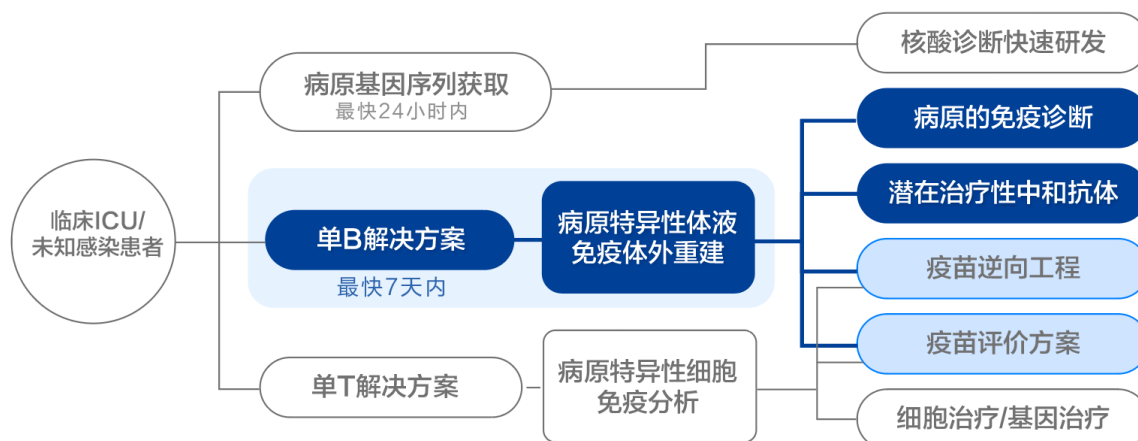 核酸诊断快速研发
病原基因序列获取
最快24小时内
病原的免疫诊断
潜在治疗性中和抗体
临床ICU/
未知感染患者
单B解决方案
最快7天内
病原特异性体液
免疫体外重建
疫苗逆向工程
疫苗评价方案
单T解决方案
病原特异性细胞
免疫分析
细胞治疗/基因治疗